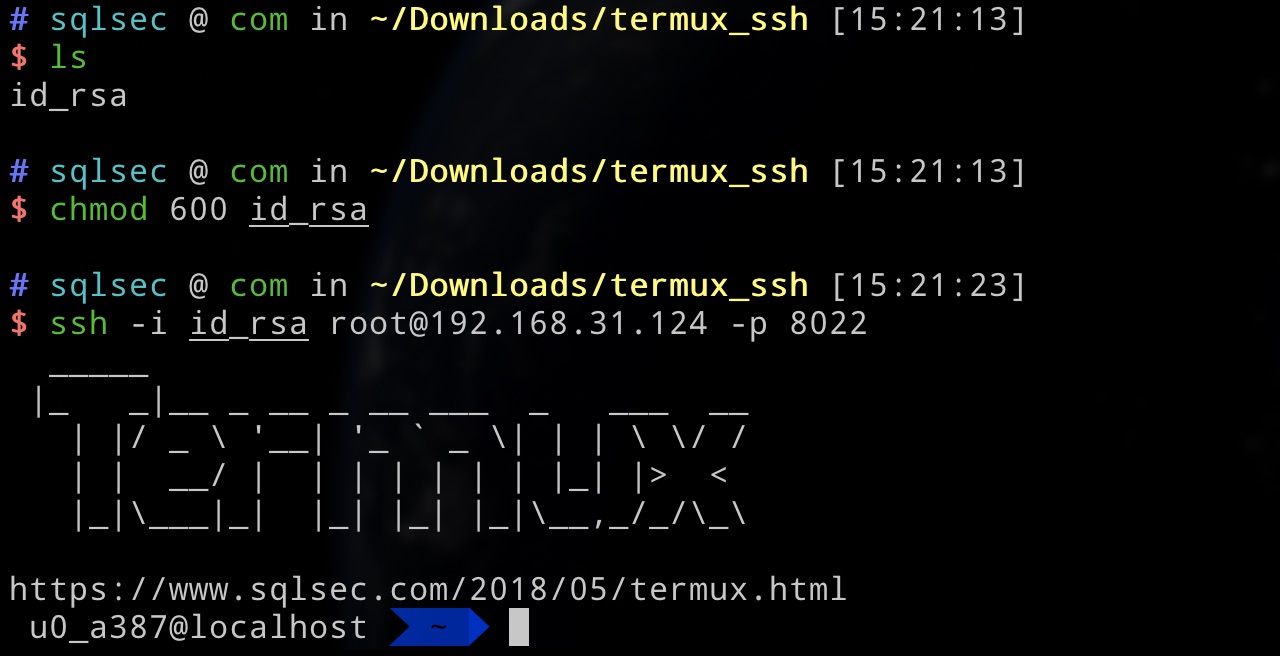 # sqlsec @ com in ~/Downloads/termux_ssh [15:21:13]
$ ls
id_rsa
# sqlsec @ com in ~/Downloads/termux_ssh [15:21:13]
$ chmod 600 id_rsa
# sqlsec @ com in ~/Downloads/termux_ssh [15:21:23]
$ ssh -i id_rsa root@192.168.31.124 -p 8022
Termux
https://www.sqlsec.com/2018/05/termux.html
u0_a387@localhost ~